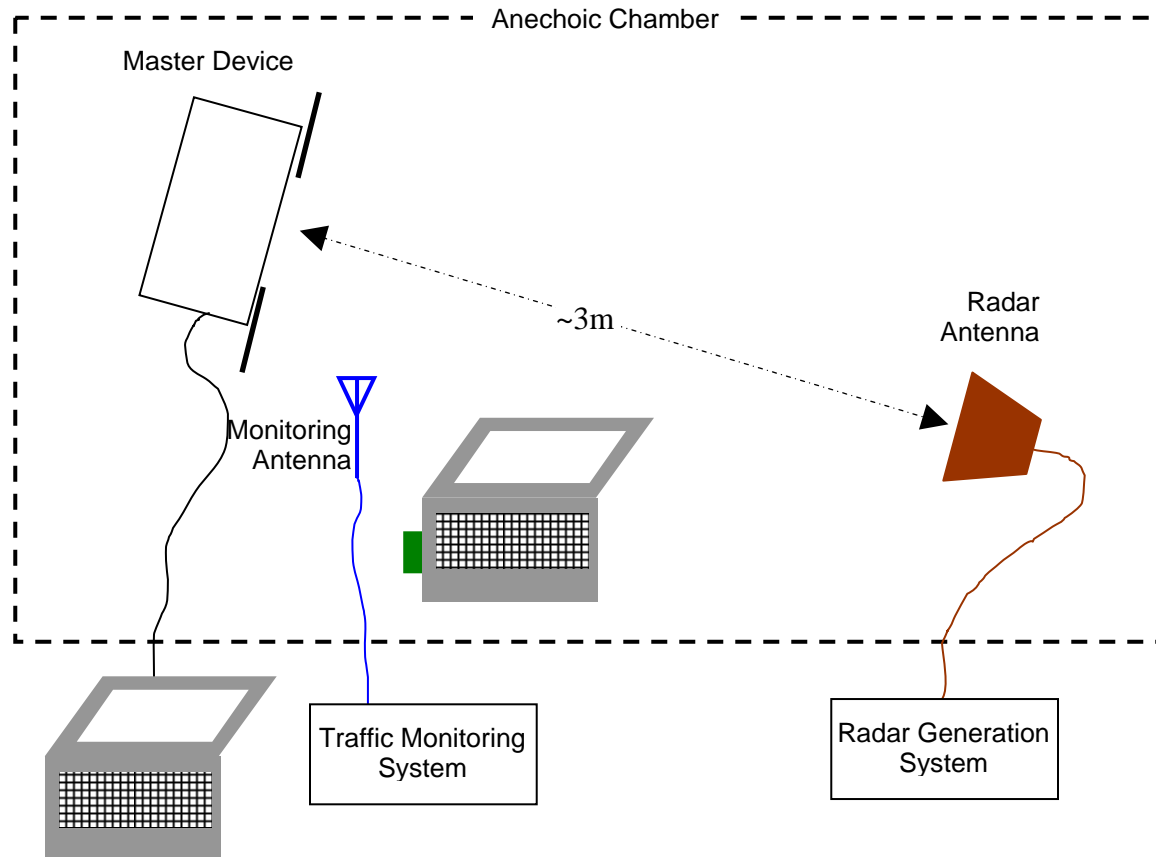 Anechoic Chamber
Master Device
~3m
Radar
Antenna
Monitoring
Antenna
Traffic Monitoring
System
Radar Generation
System